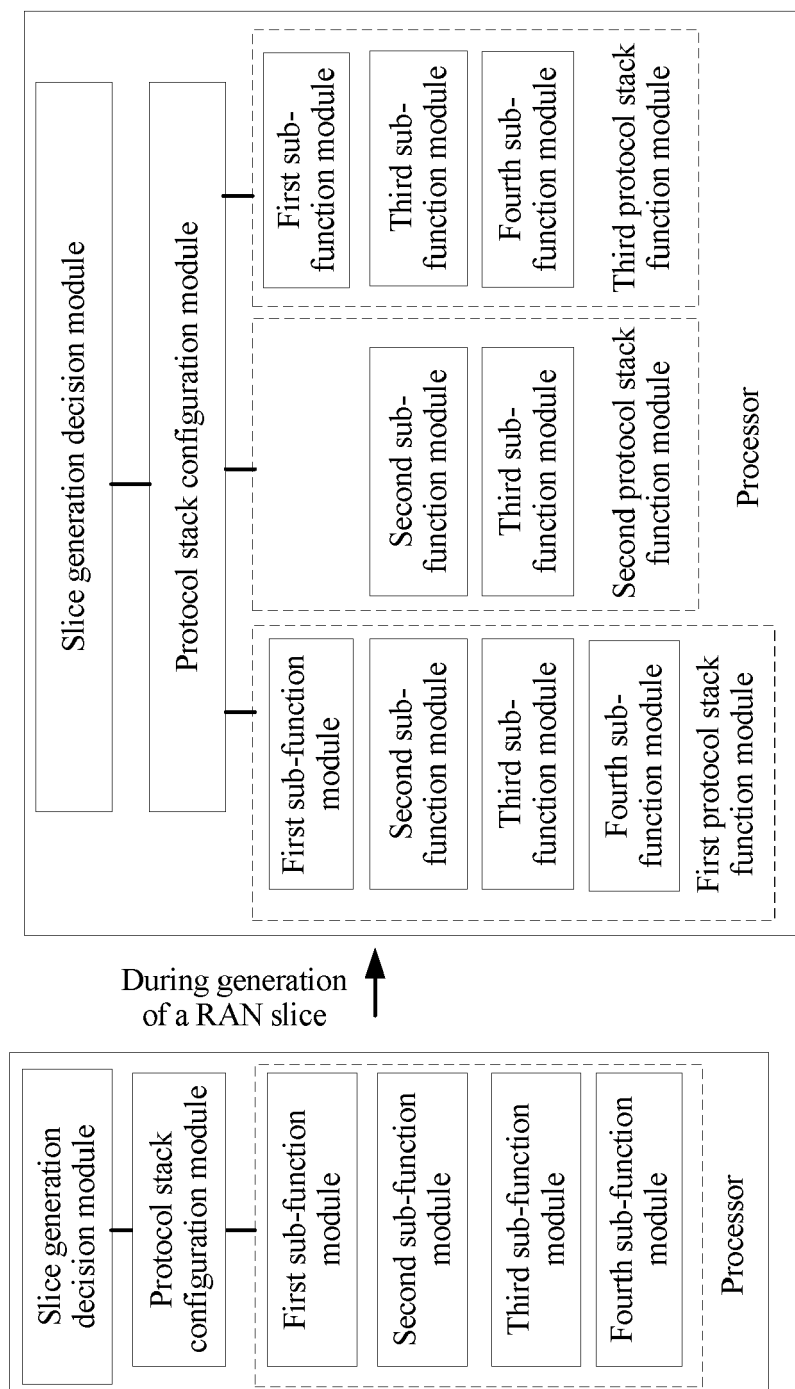 Slice generation
decision module
Protocol stack
configuration module
First sub-function
module
Second sub-function
module
Third sub-function
module
Fourth sub-function
module
Processor
During generation
of a RAN slice
Slice generation decision module
Protocol stack configuration module
First sub-function
module
Second sub-
function module
Third sub-
function module
Fourth sub-
function module
First protocol stack
function module
Second sub-
function module
Third sub-
function module
Second protocol stack
function module
First sub-
function module
Third sub-
function module
Fourth sub-
function module
Third protocol stack
function module
Processor